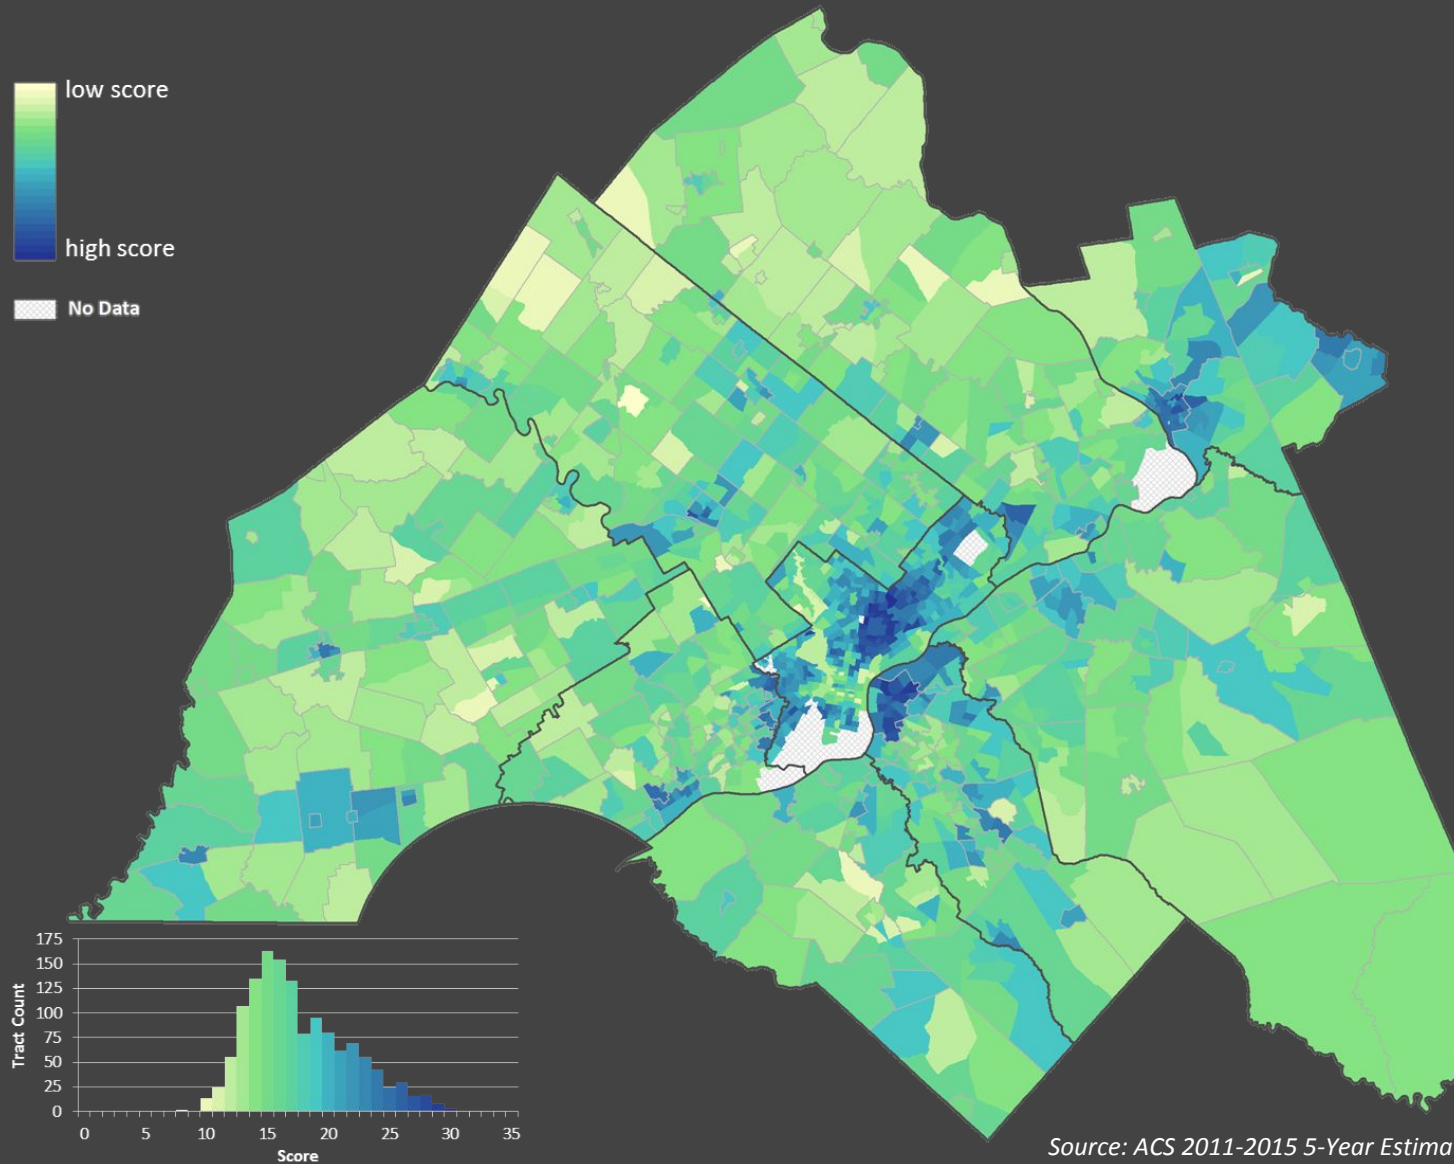 low score
high score
No Data
175
150
125
100
75
50
25
0
Tract Count
0 5 10 15 20 25 30 35
Score
Source: ACS 2011-2015 5-Year Estima